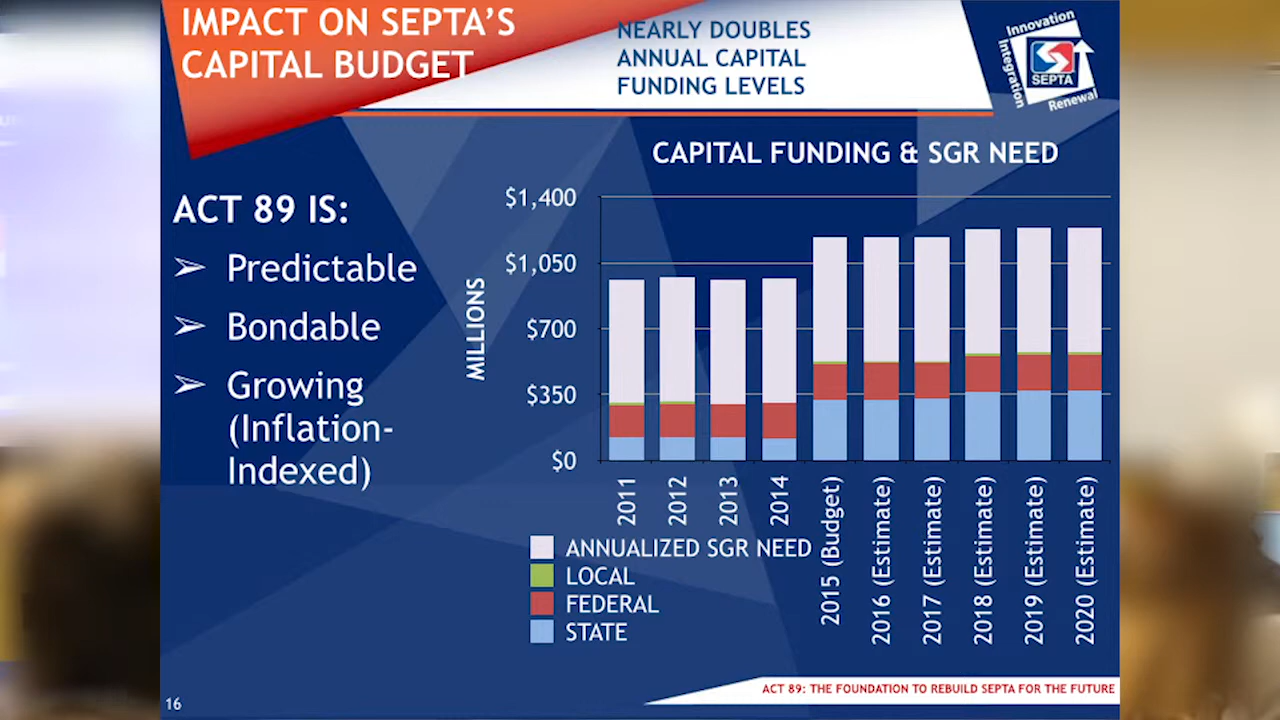 IMPACT ON SEPTA'S
CAPITAL BUDGET
NEARLY DOUBLES
ANNUAL CAPITAL
FUNDING LEVELS
Innovation
Integration
SEPTA
Renewal
ACT 89 IS:
➢ Predictable
➢ Bondable
➢ Growing
(Inflation-
Indexed)
CAPITAL FUNDING & SGR NEED
MILLIONS
$1,400
$1,050
$700
$350
$0
2011
2012
2013
2014
2015 (Budget)
2016 (Estimate)
2017 (Estimate)
2018 (Estimate)
2019 (Estimate)
2020 (Estimate)
ANNUALIZED SGR NEED
LOCAL
FEDERAL
STATE
16
ACT 89: THE FOUNDATION TO REBUILD SEPTA FOR THE FUTURE